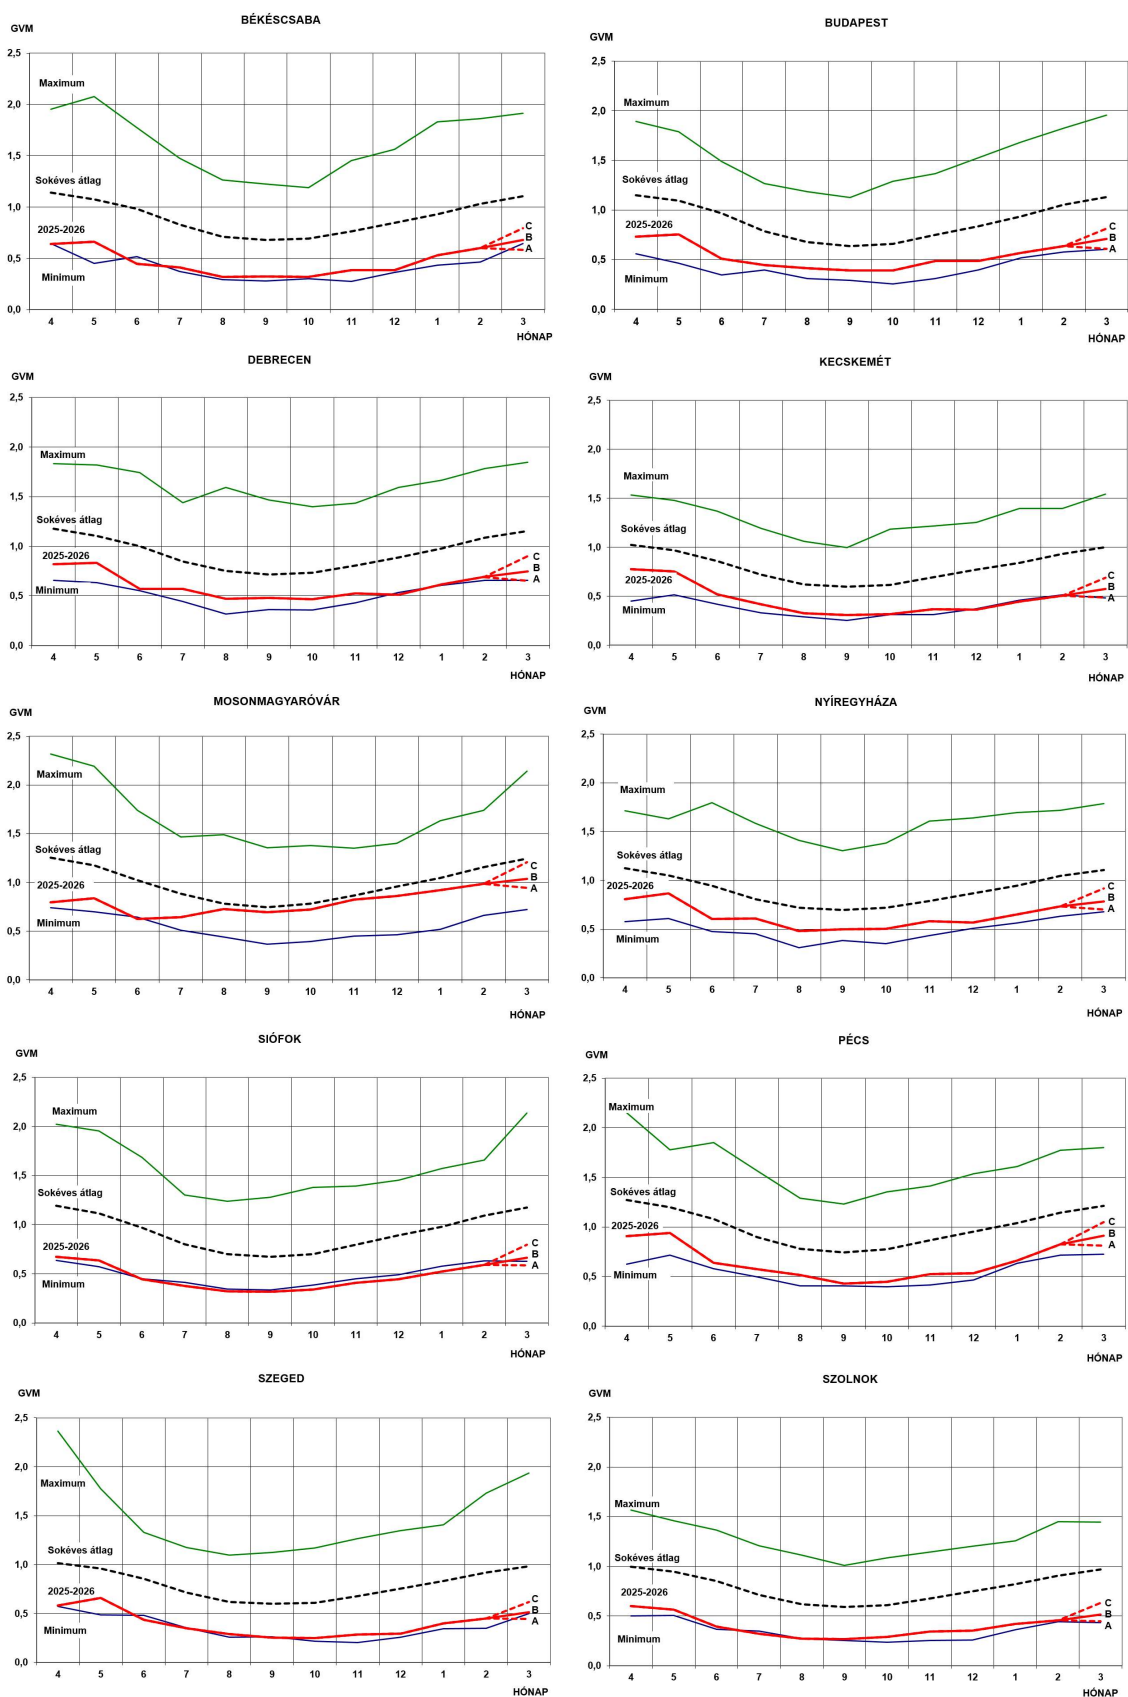 BÉKÉSCSABA
GVM
2,5
2,0
1,5
1,0
0,5
0,0
Maximum
Sokéves átlag
2025-2026
Minimum
C
B
A
4 5 6 7 8 9 10 11 12 1 2 3
HÓNAP
BUDAPEST
GVM
2,5
2,0
1,5
1,0
0,5
0,0
Maximum
Sokéves átlag
2025-2026
Minimum
C
B
A
4 5 6 7 8 9 10 11 12 1 2 3
HÓNAP
DEBRECEN
GVM
2,5
2,0
1,5
1,0
0,5
0,0
Maximum
Sokéves átlag
2025-2026
Minimum
C
B
A
4 5 6 7 8 9 10 11 12 1 2 3
HÓNAP
KECSKEMÉT
GVM
2,5
2,0
1,5
1,0
0,5
0,0
Maximum
Sokéves átlag
2025-2026
Minimum
C
B
A
4 5 6 7 8 9 10 11 12 1 2 3
HÓNAP
MOSONMAGYARÓVÁR
GVM
2,5
2,0
1,5
1,0
0,5
0,0
Maximum
Sokéves átlag
2025-2026
Minimum
C
B
A
4 5 6 7 8 9 10 11 12 1 2 3
HÓNAP
NYÍREGYHÁZA
GVM
2,5
2,0
1,5
1,0
0,5
0,0
Maximum
Sokéves átlag
2025-2026
Minimum
C
B
A
4 5 6 7 8 9 10 11 12 1 2 3
HÓNAP
SIÓFOK
GVM
2,5
2,0
1,5
1,0
0,5
0,0
Maximum
Sokéves átlag
2025-2026
Minimum
C
B
A
4 5 6 7 8 9 10 11 12 1 2 3
HÓNAP
PÉCS
GVM
2,5
2,0
1,5
1,0
0,5
0,0
Maximum
Sokéves átlag
2025-2026
Minimum
C
B
A
4 5 6 7 8 9 10 11 12 1 2 3
HÓNAP
SZEGED
GVM
2,5
2,0
1,5
1,0
0,5
0,0
Maximum
Sokéves átlag
2025-2026
Minimum
C
B
A
4 5 6 7 8 9 10 11 12 1 2 3
HÓNAP
SZOLNOK
GVM
2,5
2,0
1,5
1,0
0,5
0,0
Maximum
Sokéves átlag
2025-2026
Minimum
C
B
A
4 5 6 7 8 9 10 11 12 1 2 3
HÓNAP